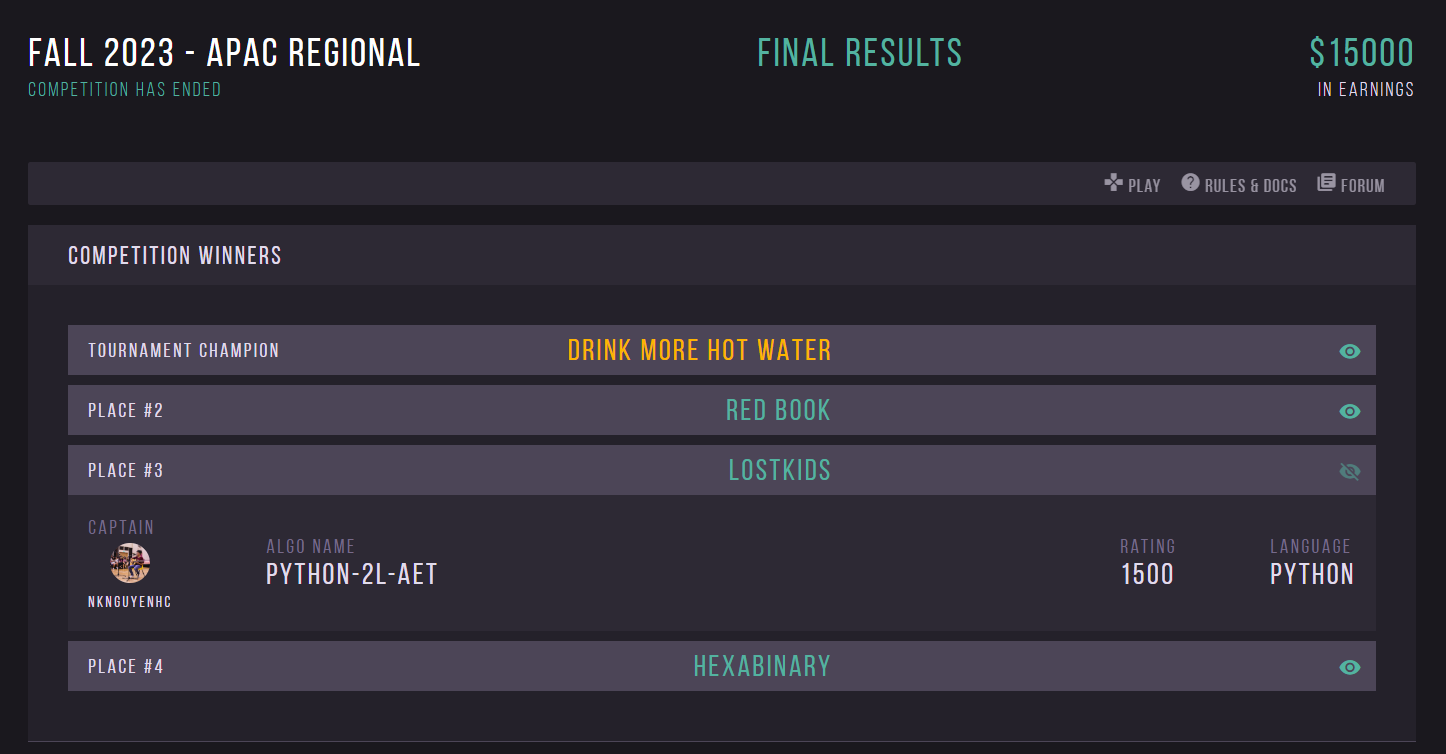 FALL 2023 - APAC REGIONAL
FINAL RESULTS
$15000
COMPETITION HAS ENDED
IN EARNINGS
PLAY
RULES & DOCS
FORUM
COMPETITION WINNERS
TOURNAMENT CHAMPION
DRINK MORE HOT WATER
PLACE #2
RED BOOK
PLACE #3
LOSTKIDS
CAPTAIN
NKNGUYENHC
ALGO NAME
PYTHON-2L-AET
RATING
1500
LANGUAGE
PYTHON
PLACE #4
HEXABINARY